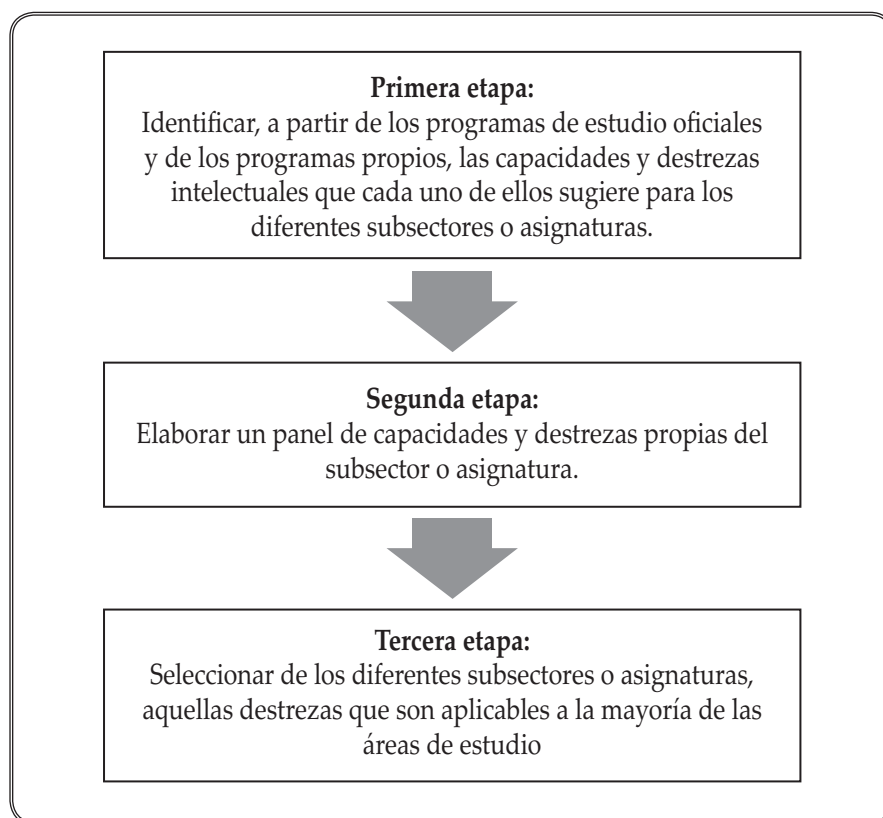 Primera etapa:
Identificar, a partir de los programas de estudio oficiales
y de los programas propios, las capacidades y destrezas
intelectuales que cada uno de ellos sugiere para los
diferentes subsectores o asignaturas.
Segunda etapa:
Elaborar un panel de capacidades y destrezas propias del
subsector o asignatura.
Tercera etapa:
Seleccionar de los diferentes subsectores o asignaturas,
aquellas destrezas que son aplicables a la mayoría de las
áreas de estudio